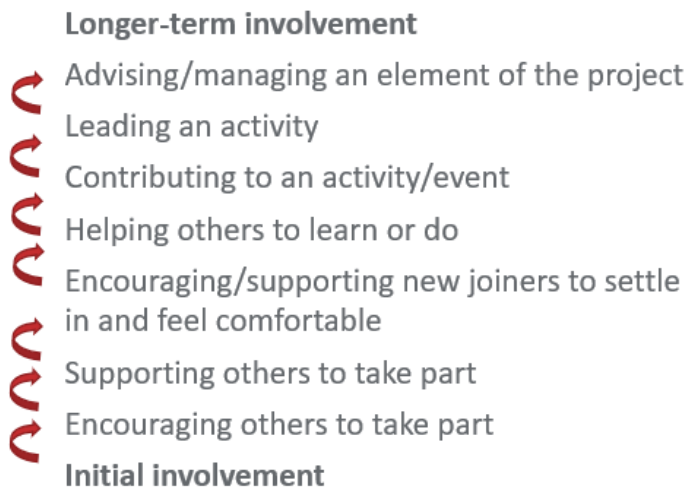 Longer-term involvement
Advising/managing an element of the project
Leading an activity
Contributing to an activity/event
Helping others to learn or do
Encouraging/supporting new joiners to settle
in and feel comfortable
Supporting others to take part
Encouraging others to take part
Initial involvement